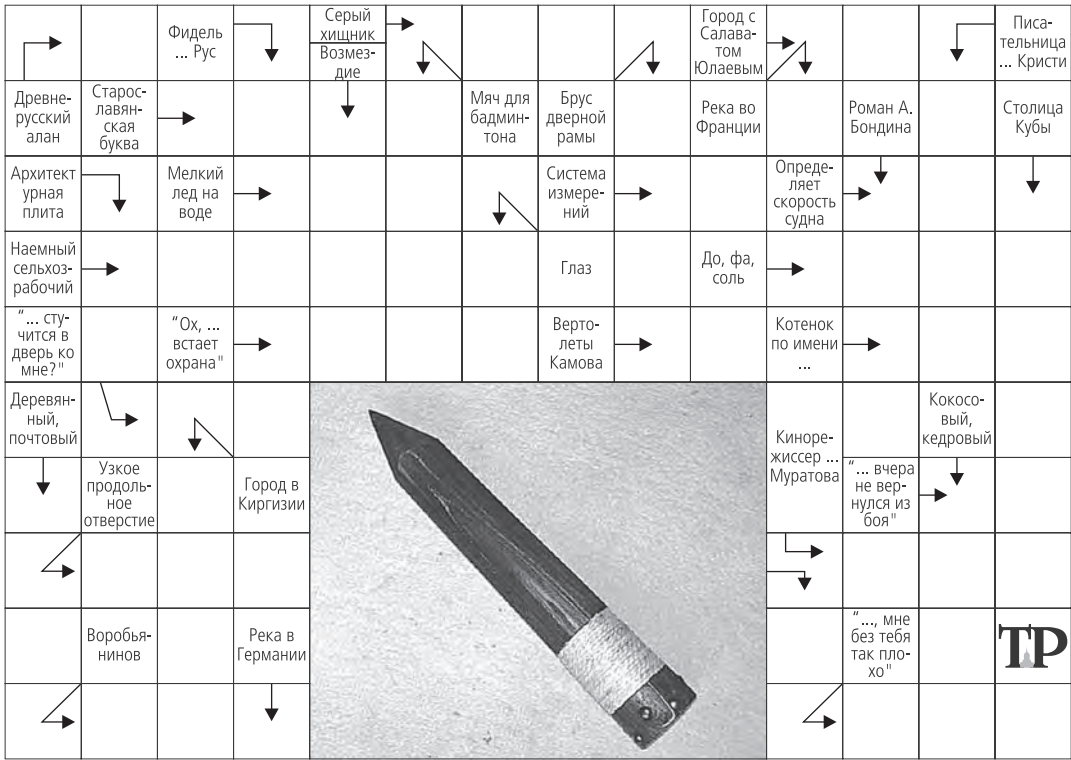 Фидель
... Рус
Серый
хищник
Возмез-
дие
Город с
Салава-
том
Юлаевым
Писа-
тельница
... Кристи
Древне-
русский
алан
Старос-
лавян-
ская
буква
Мяч для
бадмин-
тона
Брус
дверной
рамы
Река во
Франции
Роман А.
Бондина
Столица
Кубы
Архитект
урная
плита
Мелкий
лед на
воде
Система
измере-
ний
Опреде-
ляет
скорость
судна
Наемный
сельхоз-
рабочий
Глаз
До, фа,
соль
"... сту-
чится в
дверь ко
мне?"
"Ох, ...
встает
охрана"
Верто-
леты
Камова
Котенок
по имени
...
Деревян-
ный,
почтовый
Киноре-
жиссер ...
Муратова
Кокосо-
вый,
кедровый
Узкое
продоль-
ное
отверстие
Город в
Киргизии
"... вчера
не вер-
нулся из
боя"
Воробья-
нинов
Река в
Германии
"..., мне
без тебя
так пло-
хо"
ТР